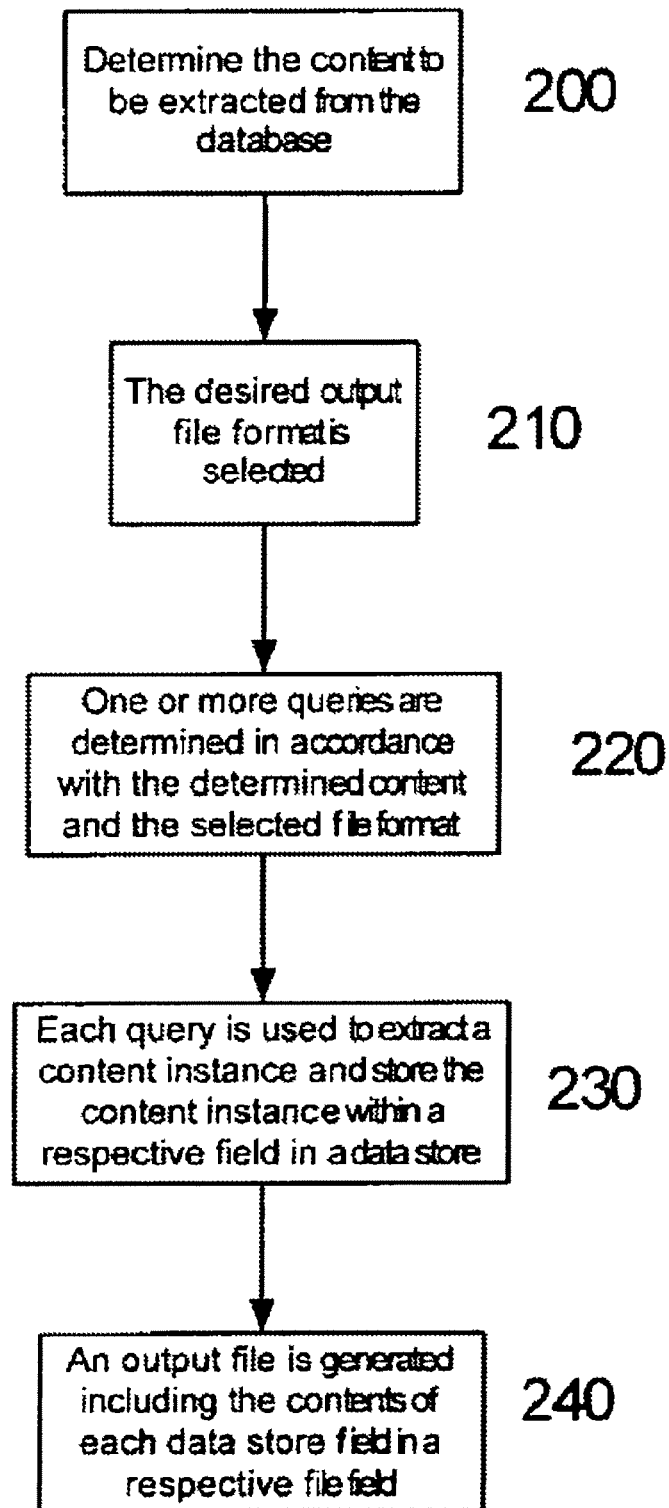 Determine the content to
be extracted from the
database
200
The desired output
file format is
selected
210
One or more queries are
determined in accordance
with the determined content
and the selected file format
220
Each query is used to extract a
content instance and store the
content instance within a
respective field in a data store
230
An output file is generated
including the contents of
each data store field in a
respective file field
240